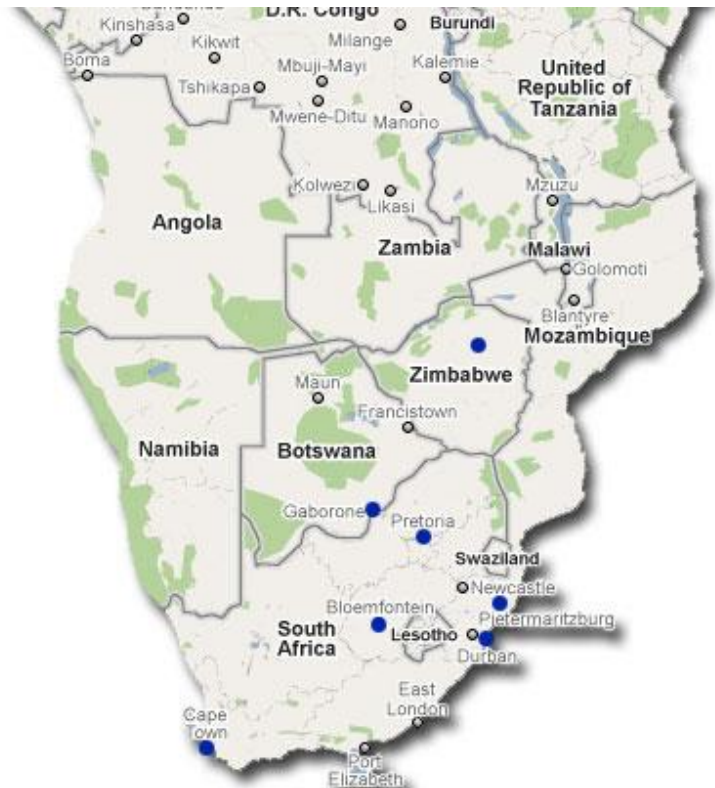 D.R. Congo
Burundi
Kinshasa
Kikwit
Milange
Boma
Mbuji-Mayi
Kalemie
United
Republic of
Tanzania
Tshikapa
Mwene-Ditu
Manono
Kolwezi
Likasi
Mzuzu
Angola
Zambia
Malawi
Golomoti
Blantyre
Mozambique
Zimbabwe
Maun
Francistown
Namibia
Botswana
Gaborone
Pretoria
Swaziland
Newcastle
Bloemfontein
Pietermaritzburg
South
Africa
Lesotho
Durban
East
London
Cape
Town
Port
Elizabeth